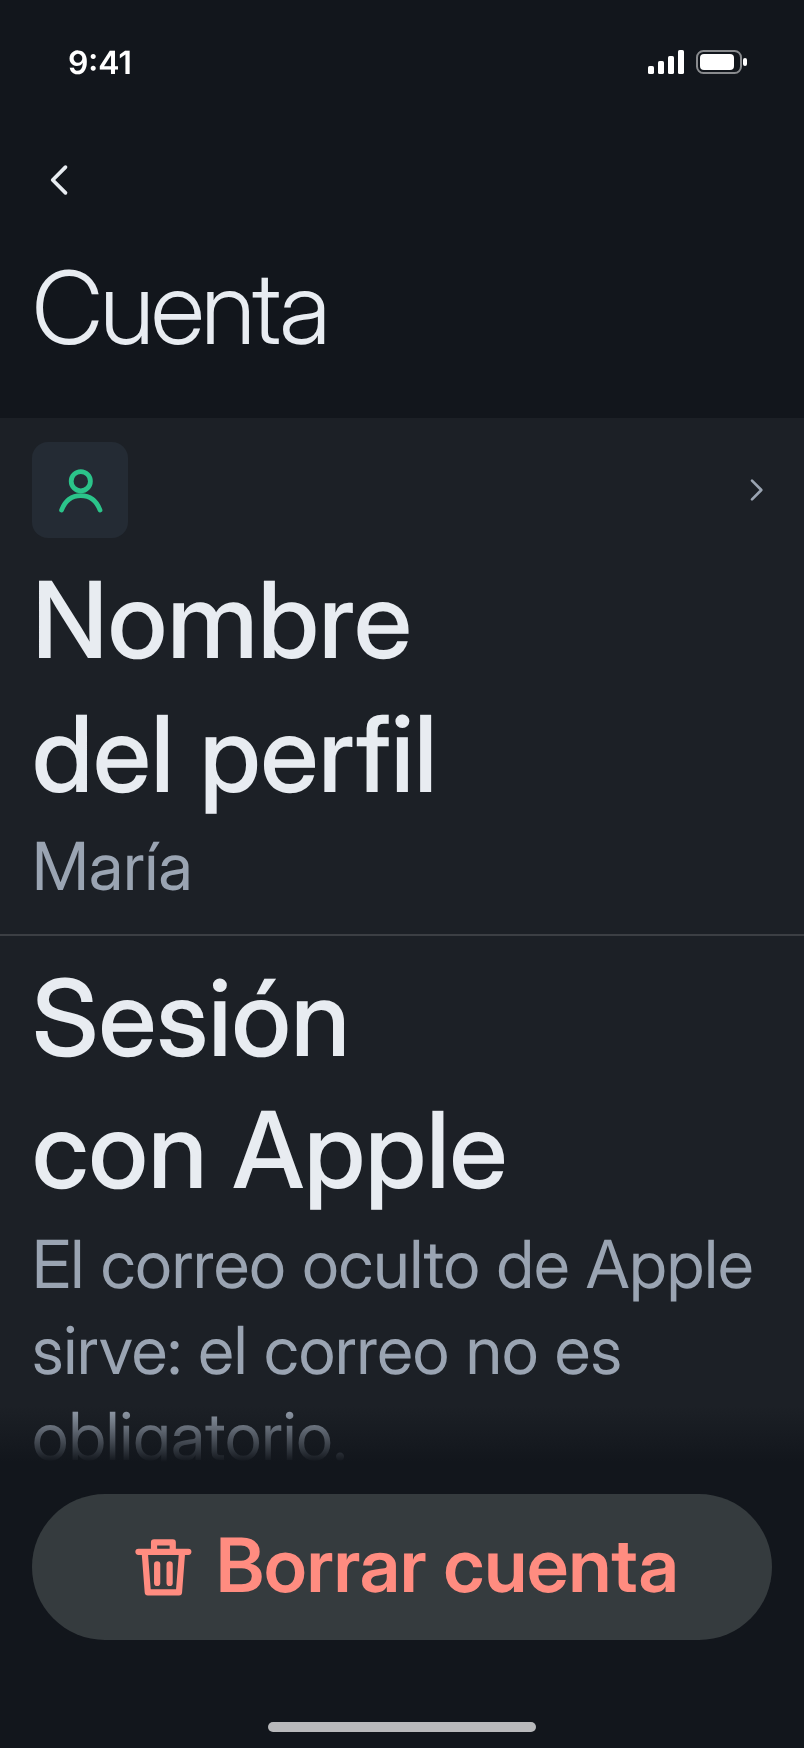 9:41
Cuenta
Nombre
del perfil
María
Sesión
con Apple
El correo oculto de Apple
sirve: el correo no es
obligatorio.
Borrar cuenta